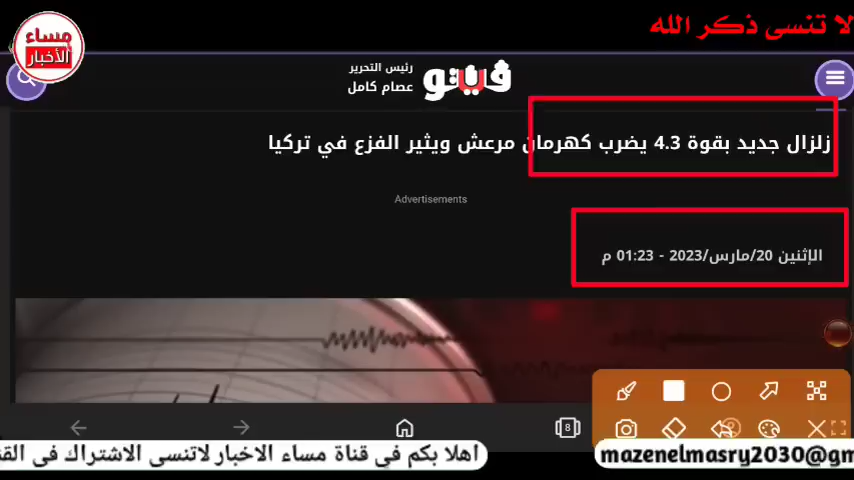 لا تنسى ذكر الله
مساء
الأخبار
رئيس التحرير
عصام كامل
ڤيتو
زلزال جديد بقوة 4.3 يضرب كهرمان مرعش ويثير الفزع في تركيا
Advertisements
الإثنين 20/مارس/2023 - 01:23 م
8
اهلا بكم فى قناة مساء الاخبار لاتنسى الاشتراك فى
mazenelmasry2030@gm